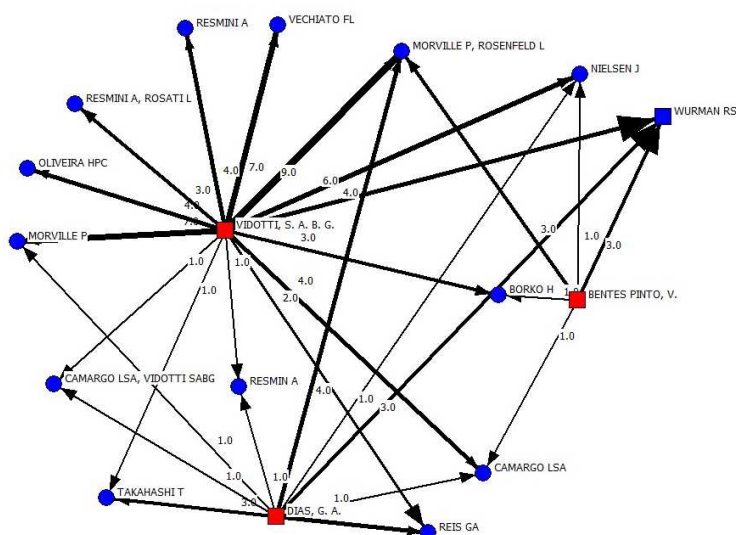 RESMINI A
VECHIATO FL
MORVILLE P, ROSENFELD L
NIELSEN J
RESMINI A, ROSATI L
WURMAN RS
OLIVEIRA HPC
4.0
7.0
9.0
6.0
4.0
3.0
4.0
7.0
MORVILLE P
VIDOTTI, S. A. B. G.
3.0
3.0
1.0
3.0
1.0
1.0
1.0
4.0
2.0
BORKO H
1.0
BENTES PINTO, V.
1.0
CAMARGO LSA, VIDOTTI SABG
RESMIN A
4.0
1.0
3.0
1.0
CAMARGO LSA
1.0
1.0
1.0
TAKAHASHI T
3.0
DIAS, G. A.
REIS GA